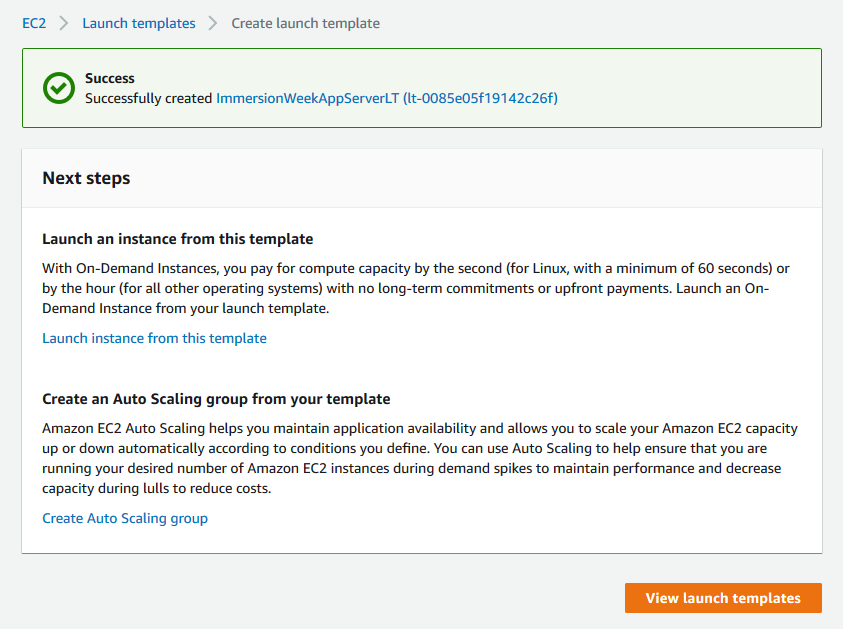 EC2 > Launch templates > Create launch template
Success
Successfully created ImmersionWeekAppServerLT (lt-0085e05f19142c26f)
Next steps
Launch an instance from this template
With On-Demand Instances, you pay for compute capacity by the second (for Linux, with a minimum of 60 seconds) or
by the hour (for all other operating systems) with no long-term commitments or upfront payments. Launch an On-
Demand Instance from your launch template.
Launch instance from this template
Create an Auto Scaling group from your template
Amazon EC2 Auto Scaling helps you maintain application availability and allows you to scale your Amazon EC2 capacity
up or down automatically according to conditions you define. You can use Auto Scaling to help ensure that you are
running your desired number of Amazon EC2 instances during demand spikes to maintain performance and decrease
capacity during lulls to reduce costs.
Create Auto Scaling group
View launch templates